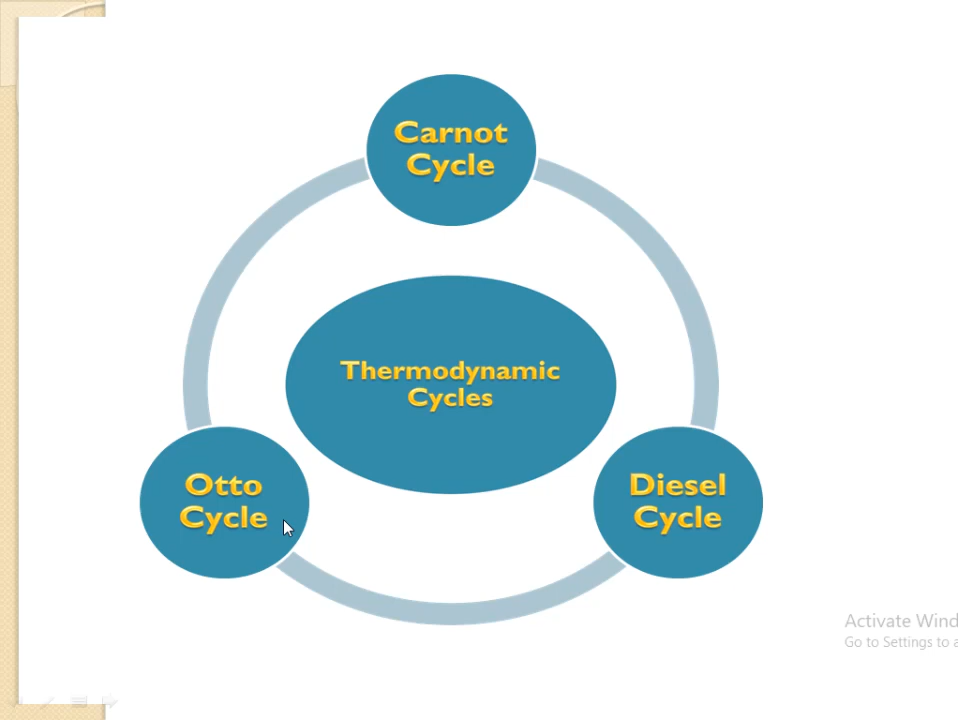 Carnot
Cycle
Thermodynamic
Cycles
Otto
Cycle
Diesel
Cycle
Activate Wind
Go to Settings to a